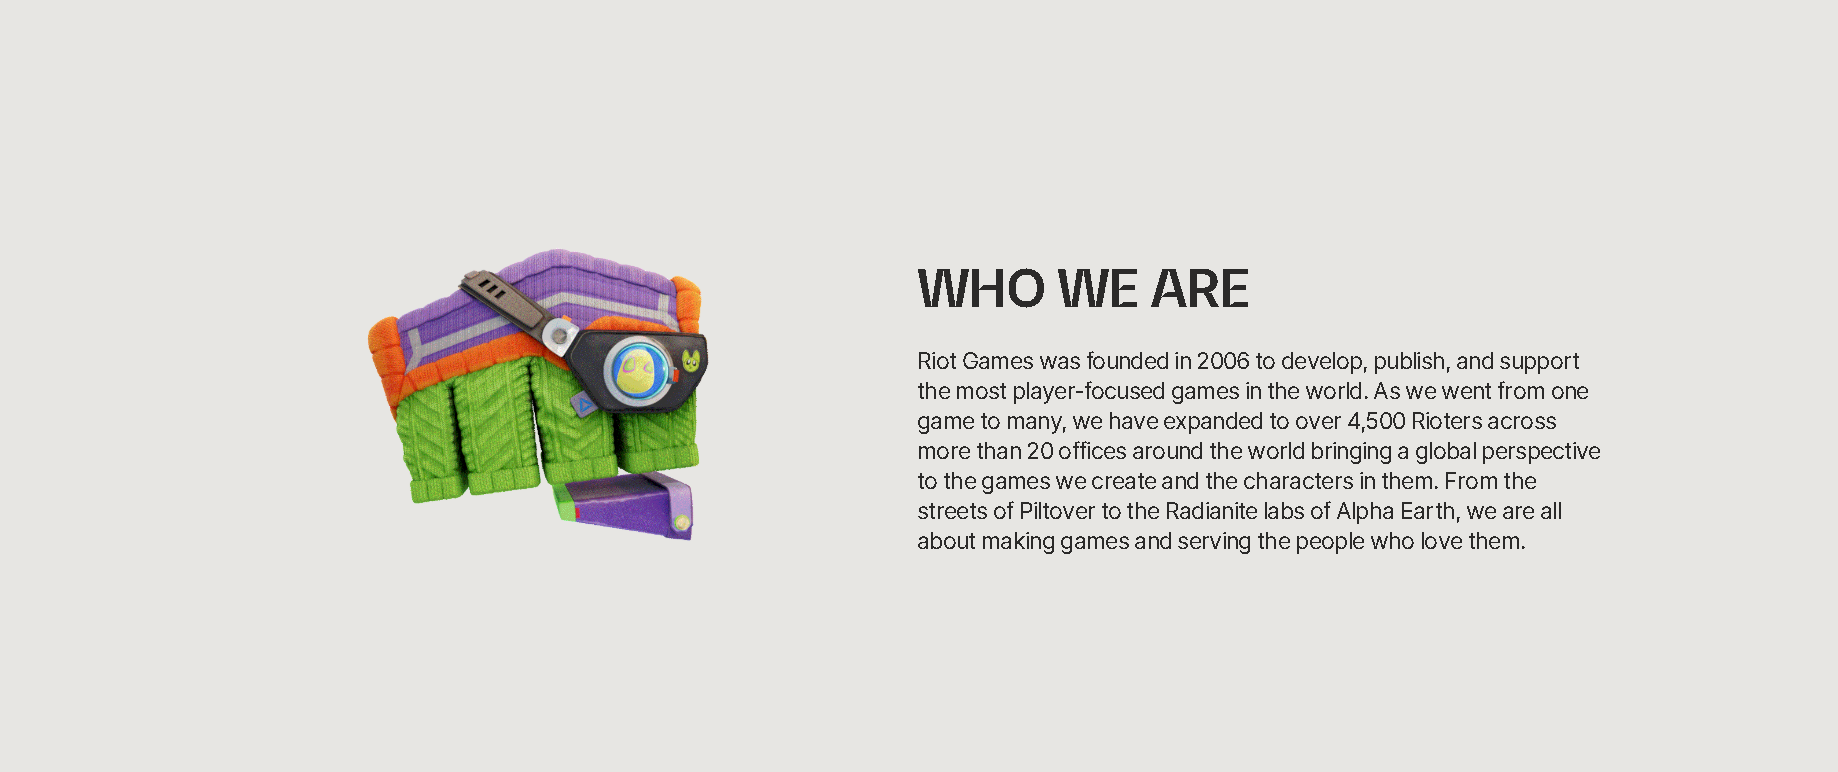 WHO WE ARE
Riot Games was founded in 2006 to develop, publish, and support
the most player-focused games in the world. As we went from one
game to many, we have expanded to over 4,500 Rioters across
more than 20 offices around the world bringing a global perspective
to the games we create and the characters in them. From the
streets of Piltover to the Radianite labs of Alpha Earth, we are all
about making games and serving the people who love them.